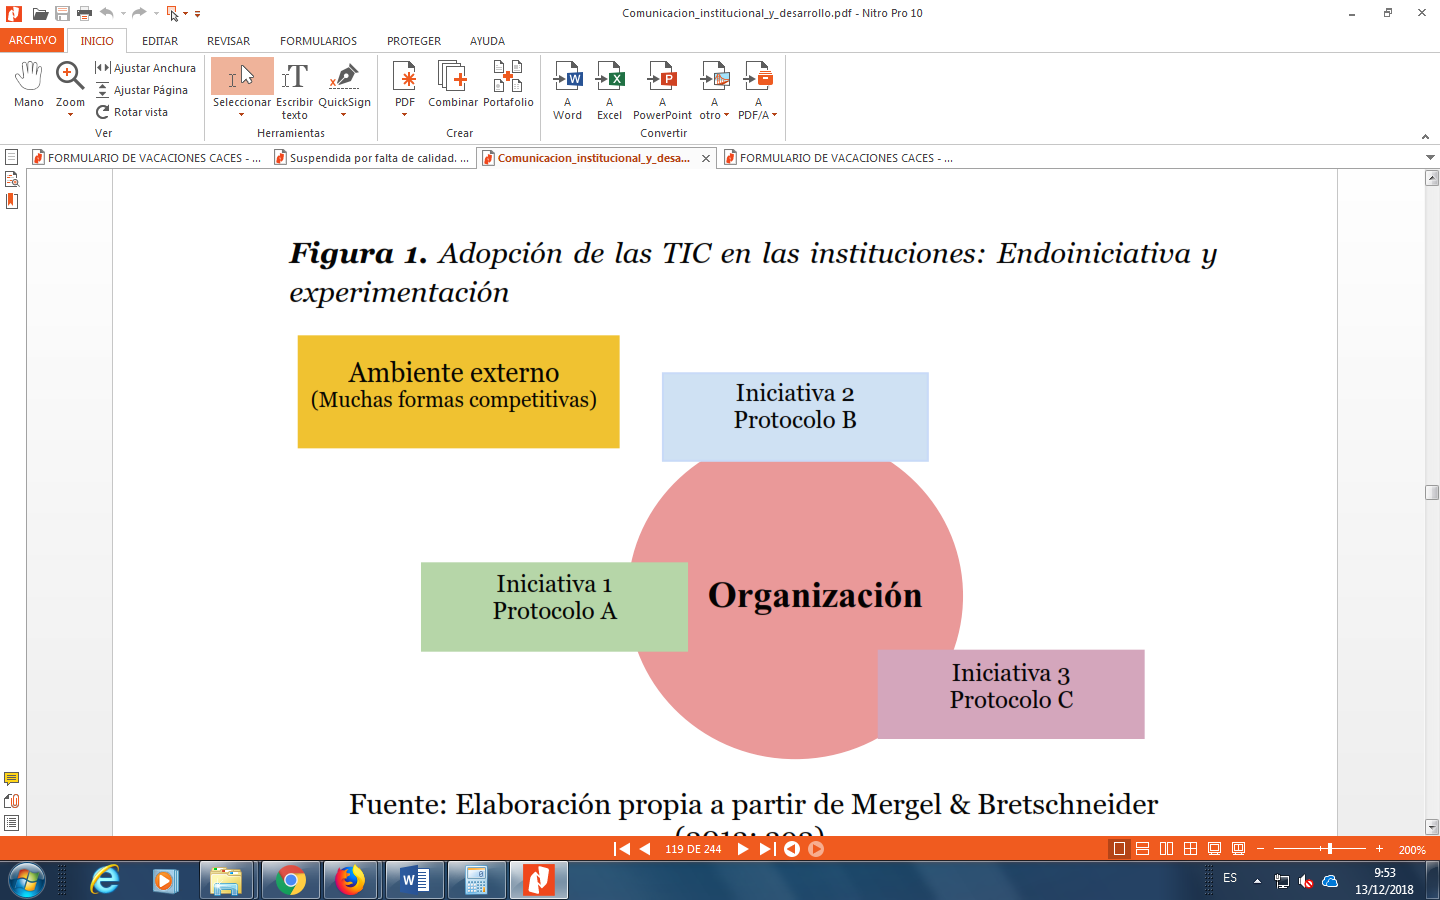 Comunicacion_institucional_y_desarrollo.pdf - Nitro Pro 10
ARCHIVO
INICIO
EDITAR
REVISAR
FORMULARIOS
PROTEGER
AYUDA
Mano
Zoom
Ajustar Anchura
Ajustar Página
Rotar vista
Ver
Seleccionar
Escribir
texto
QuickSign
Herramientas
PDF
Combinar
Portafolio
Crear
A
Word
A
Excel
A
PowerPoint
A
otro
A
PDF/A
Convertir
FORMULARIO DE VACACIONES CACES - ...
Suspendida por falta de calidad. ...
Comunicacion_institucional_y_desa...
FORMULARIO DE VACACIONES CACES - ...
Figura 1. Adopción de las TIC en las instituciones: Endoiniciativa y
experimentación
Ambiente externo
(Muchas formas competitivas)
Iniciativa 2
Protocolo B
Iniciativa 1
Protocolo A
Organización
Iniciativa 3
Protocolo C
Fuente: Elaboración propia a partir de Mergel & Bretschneider
119 DE 244
200%
ES
9:53
13/12/2018